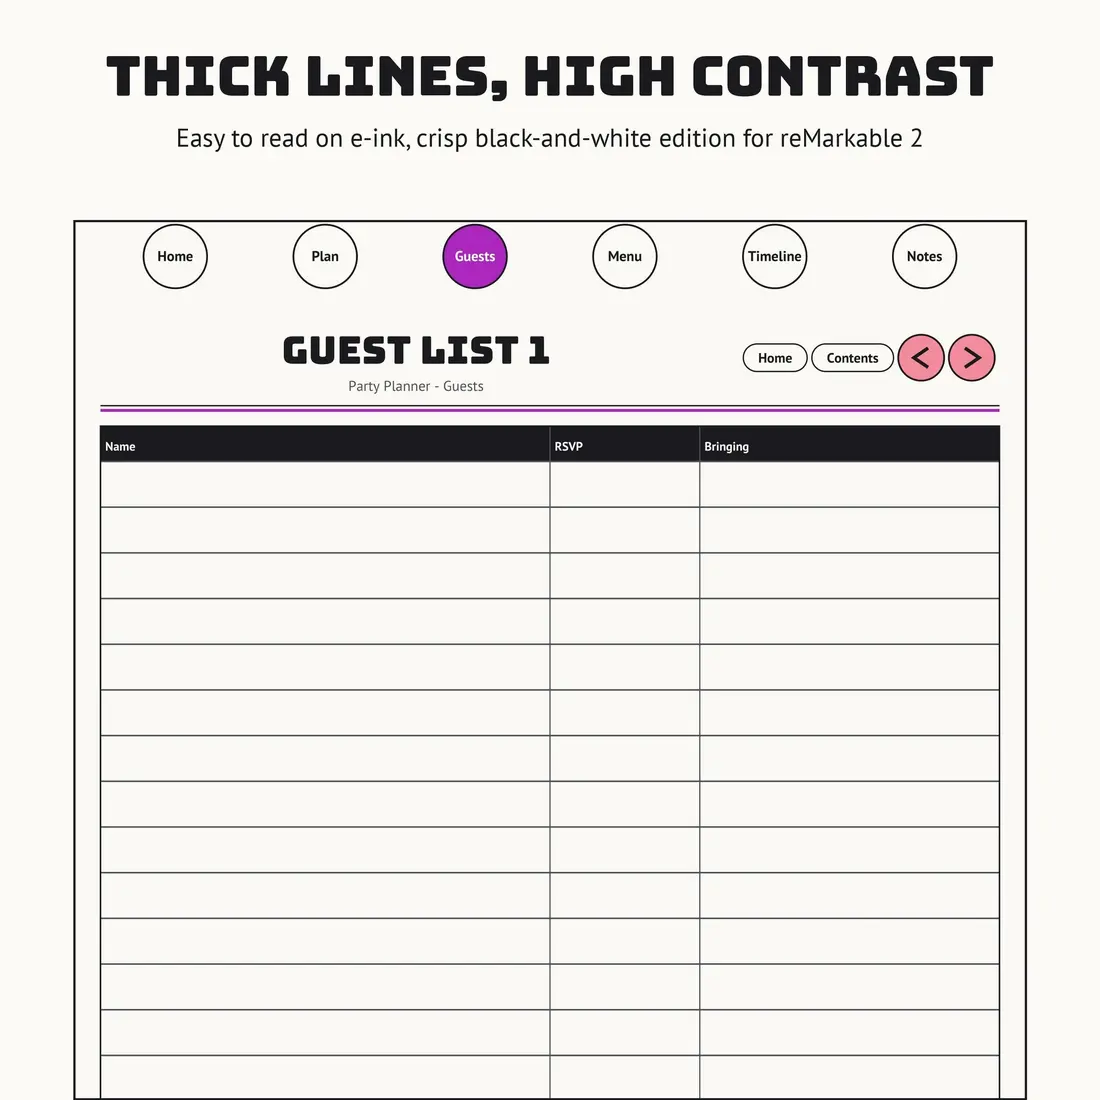 THICK LINES, HIGH CONTRAST
Easy to read on e-ink, crisp black-and-white edition for reMarkable 2
Home Plan Guests Menu Timeline Notes
GUEST LIST 1
Home Contents < >
Party Planner - Guests
Name RSVP Bringing